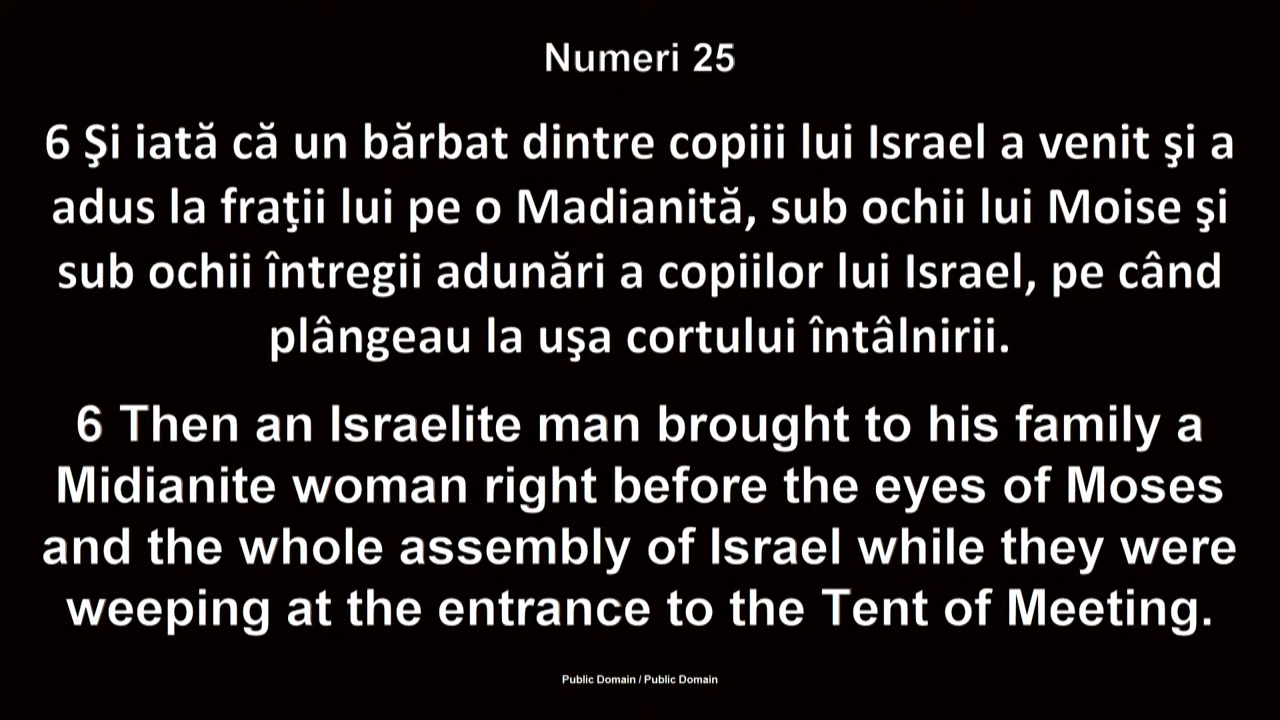 Numeri 25
6 Şi iată că un bărbat dintre copiii lui Israel a venit şi a
adus la fraţii lui pe o Madianită, sub ochii lui Moise şi
sub ochii întregii adunări a copiilor lui Israel, pe când
plângeau la uşa cortului întâlnirii.
6 Then an Israelite man brought to his family a
Midianite woman right before the eyes of Moses
and the whole assembly of Israel while they were
weeping at the entrance to the Tent of Meeting.
Public Domain / Public Domain